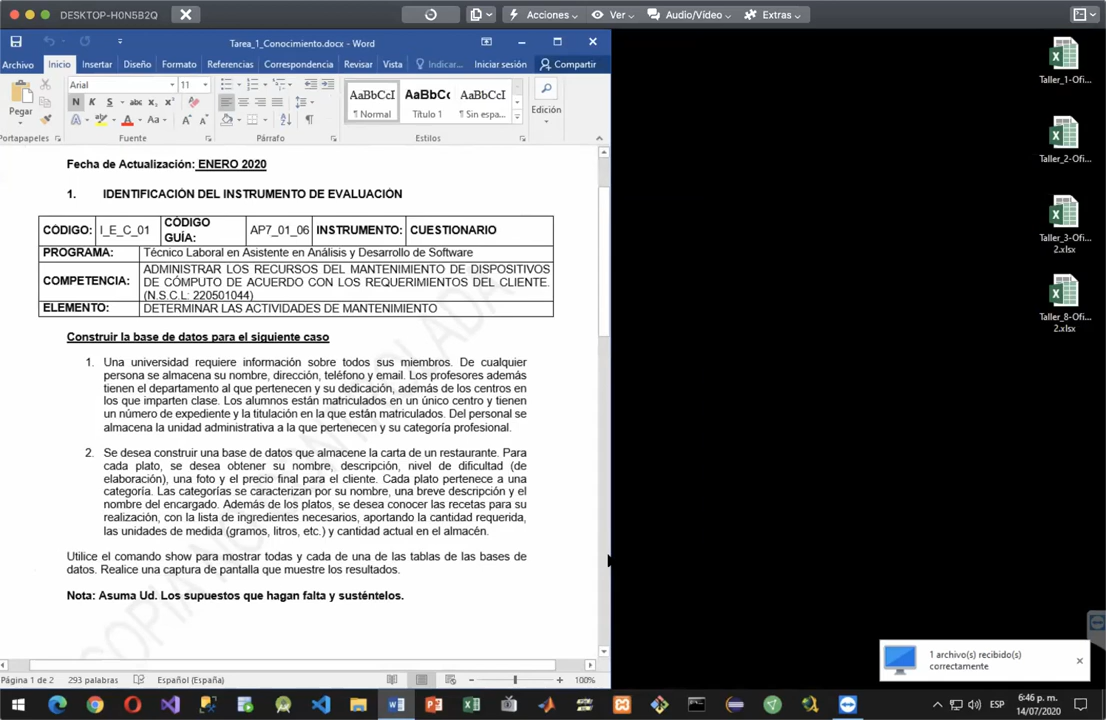 DESKTOP-H0N5B2Q
Acciones
Ver
Audio/Vídeo
Extras
Tarea_1_Conocimiento.docx - Word
Archivo Inicio Insertar Diseño Formato Referencias Correspondencia Revisar Vista Indicar... Iniciar sesión Compartir
Arial 11
N K S abc x₂ x²
Aa
Pegar
AaBbCcI AaBbCc AaBbCcI
¶ Normal Título 1 ¶ Sin espa...
Edición
Portapapeles Fuente Párrafo Estilos
Fecha de Actualización: ENERO 2020
1. IDENTIFICACIÓN DEL INSTRUMENTO DE EVALUACIÓN
CÓDIGO: I_E_C_01 CÓDIGO GUÍA: AP7_01_06 INSTRUMENTO: CUESTIONARIO
PROGRAMA: Técnico Laboral en Asistente en Análisis y Desarrollo de Software
COMPETENCIA: ADMINISTRAR LOS RECURSOS DEL MANTENIMIENTO DE DISPOSITIVOS
DE CÓMPUTO DE ACUERDO CON LOS REQUERIMIENTOS DEL CLIENTE.
(N.S.C.L: 220501044)
ELEMENTO: DETERMINAR LAS ACTIVIDADES DE MANTENIMIENTO
Construir la base de datos para el siguiente caso
1. Una universidad requiere información sobre todos sus miembros. De cualquier
persona se almacena su nombre, dirección, teléfono y email. Los profesores además
tienen el departamento al que pertenecen y su dedicación, además de los centros en
los que imparten clase. Los alumnos están matriculados en un único centro y tienen
un número de expediente y la titulación en la que están matriculados. Del personal se
almacena la unidad administrativa a la que pertenecen y su categoría profesional.
2. Se desea construir una base de datos que almacene la carta de un restaurante. Para
cada plato, se desea obtener su nombre, descripción, nivel de dificultad (de
elaboración), una foto y el precio final para el cliente. Cada plato pertenece a una
categoría. Las categorías se caracterizan por su nombre, una breve descripción y el
nombre del encargado. Además de los platos, se desea conocer las recetas para su
realización, con la lista de ingredientes necesarios, aportando la cantidad requerida,
las unidades de medida (gramos, litros, etc.) y cantidad actual en el almacén.
Utilice el comando show para mostrar todas y cada de una de las tablas de las bases de
datos. Realice una captura de pantalla que muestre los resultados.
Nota: Asuma Ud. Los supuestos que hagan falta y susténtelos.
Página 1 de 2 293 palabras Español (España) 100%
Taller_1-Ofi...
Taller_2-Ofi...
Taller_3-Ofi
2.xlsx
Taller_8-Ofi...
2.xlsx
1 archivo(s) recibido(s)
correctamente
ESP
6:46 p. m.
14/07/2020